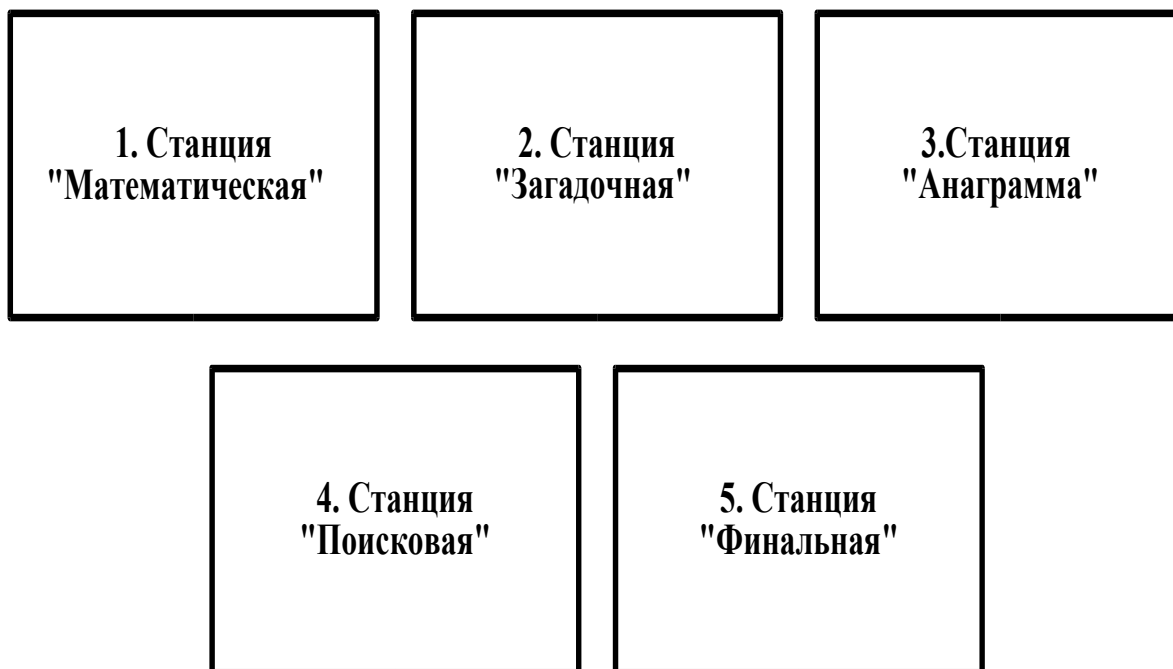 1. Станция
"Математическая"
2. Станция
"Загадочная"
3.Станция
"Анаграмма"
4. Станция
"Поисковая"
5. Станция
"Финальная"